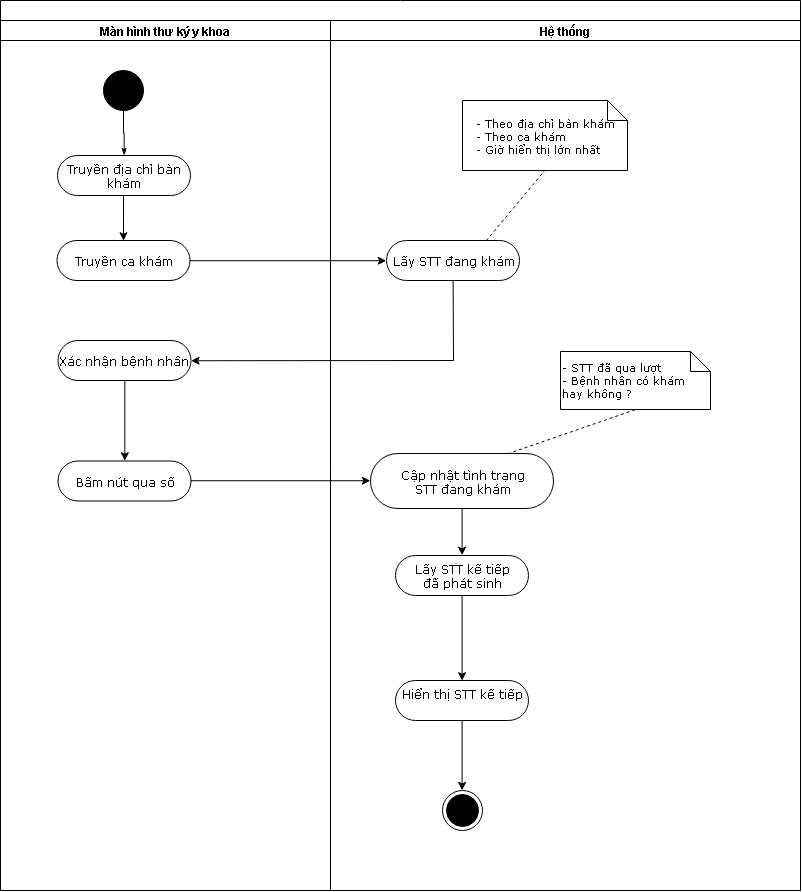 Màn hình thư ký y khoa
Hệ thống
- Theo địa chỉ bàn khám
- Theo ca khám
- Giờ hiển thị lớn nhất
Truyền địa chỉ bàn
khám
Truyền ca khám
Lấy STT đang khám
Xác nhận bệnh nhân
- STT đã qua lượt
- Bệnh nhân có khám
hay không ?
Bấm nút qua số
Cập nhật tình trạng
STT đang khám
Lấy STT kế tiếp
đã phát sinh
Hiển thị STT kế tiếp